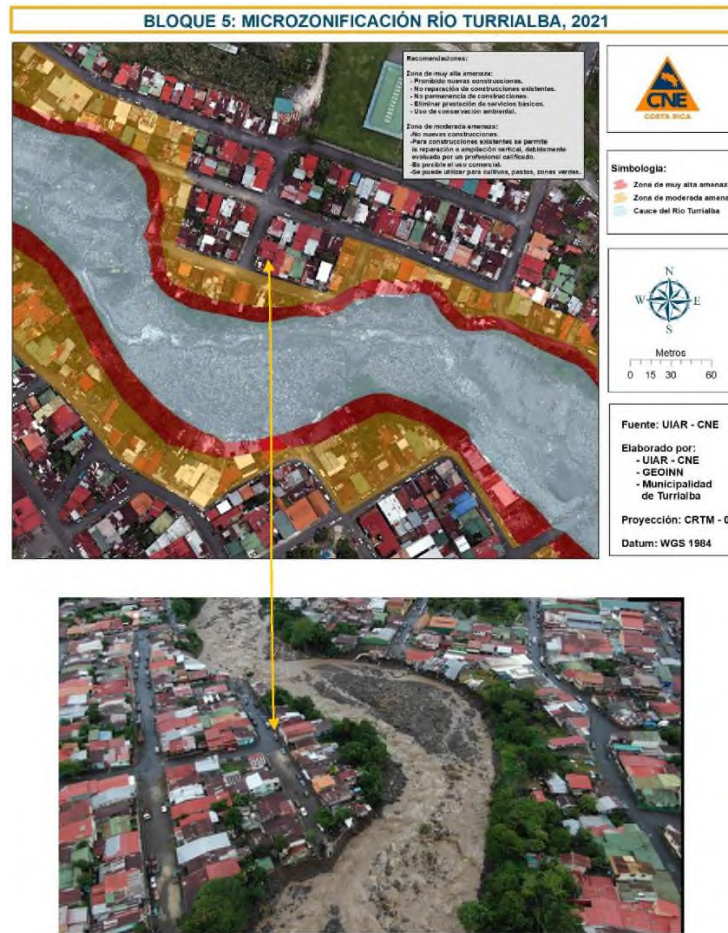 BLOQUE 5: MICROZONIFICACIÓN RÍO TURRIALBA, 2021
Recomendaciones:
Zona de muy alta amenaza:
- Prohibido nuevas construcciones.
- No reparación de construcciones existentes.
- No permanencia de construcciones.
- Eliminar prestación de servicios básicos.
- Uso de conservación ambiental.
Zona de moderada amenaza:
-No nuevas construcciones.
-Para construcciones existentes se permite
la reparación o ampliación vertical, debidamente
evaluada por un profesional calificado.
-Es posible el uso comercial.
-Se puede utilizar para cultivos, pastos, zonas verdes.
CNE
COSTA RICA
Simbología:
Zona de muy alta amenaza
Zona de moderada amena
Cauce del Río Turrialba
N
W E
S
Metros
0 15 30 60
Fuente: UIAR - CNE
Elaborado por:
- UIAR - CNE
- GEOINN
- Municipalidad
de Turrialba
Proyección: CRTM - 0
Datum: WGS 1984